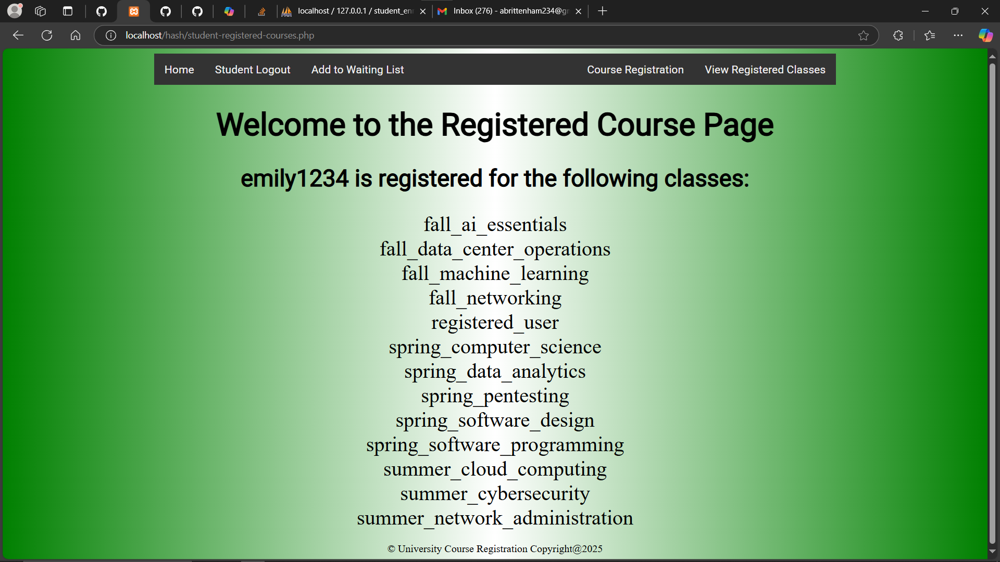 localhost / 127.0.0.1 / student_enr
Inbox (276) - abrittenham234@gm
localhost/hash/student-registered-courses.php
Home Student Logout Add to Waiting List Course Registration View Registered Classes
Welcome to the Registered Course Page
emily1234 is registered for the following classes:
fall_ai_essentials
fall_data_center_operations
fall_machine_learning
fall_networking
registered_user
spring_computer_science
spring_data_analytics
spring_pentesting
spring_software_design
spring_software_programming
summer_cloud_computing
summer_cybersecurity
summer_network_administration
© University Course Registration Copyright@2025